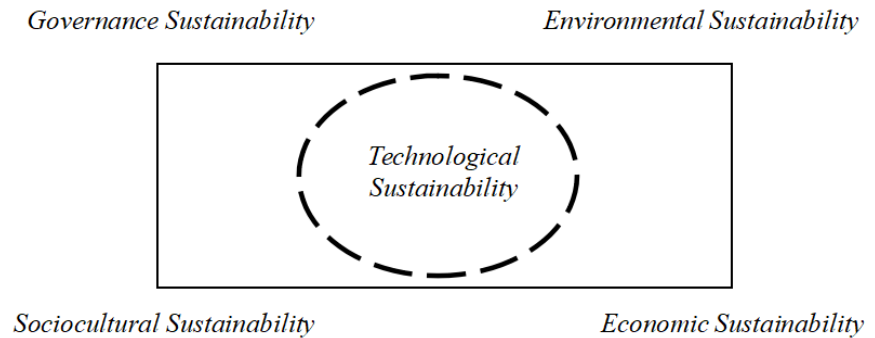 Governance Sustainability
Environmental Sustainability
Technological
Sustainability
Sociocultural Sustainability
Economic Sustainability